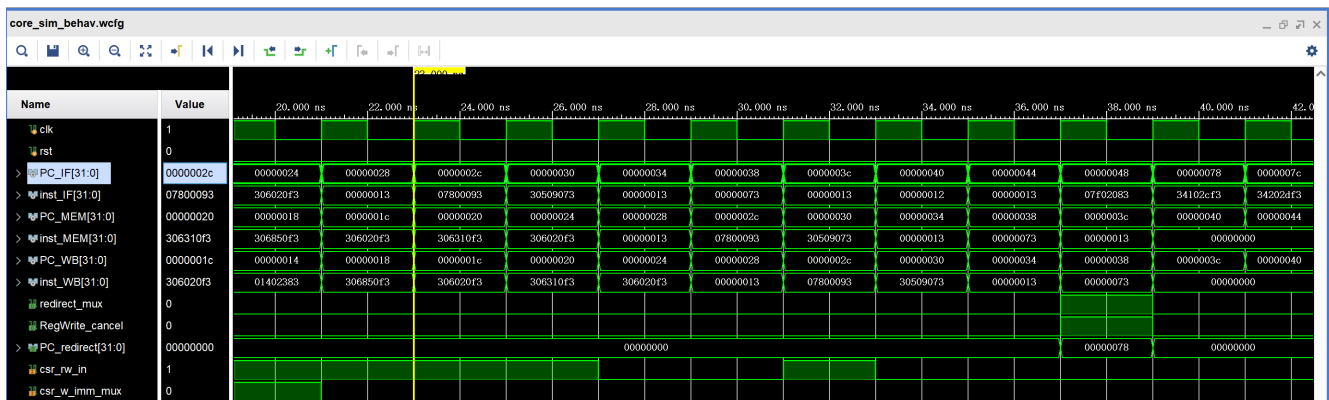 core_sim_behav.wcfg
Name Value
20.000 ns 22.000 ns 24.000 ns 26.000 ns 28.000 ns 30.000 ns 32.000 ns 34.000 ns 36.000 ns 38.000 ns 40.000 ns 42.0
clk 1
rst 0
PC_IF[31:0] 0000002c 00000024 00000028 0000002c 00000030 00000034 00000038 0000003c 00000040 00000044 00000048 00000078 0000007c
inst_IF[31:0] 07800093 306020f3 00000013 07800093 30509073 00000013 00000073 00000013 00000012 00000013 07f02083 34102cf3 34202df3
PC_MEM[31:0] 00000020 00000018 0000001c 00000020 00000024 00000028 0000002c 00000030 00000034 00000038 0000003c 00000040 00000044
inst_MEM[31:0] 306310f3 306850f3 306020f3 306310f3 306020f3 00000013 07800093 30509073 00000013 00000073 00000013 00000000
PC_WB[31:0] 0000001c 00000014 00000018 0000001c 00000020 00000024 00000028 0000002c 00000030 00000034 00000038 0000003c 00000040
inst_WB[31:0] 306020f3 01402383 306850f3 306020f3 306310f3 306020f3 00000013 07800093 30509073 00000013 00000073 00000000
redirect_mux 0
RegWrite_cancel 0
PC_redirect[31:0] 00000000 00000000 00000078 00000000
csr_rw_in 1
csr_w_imm_mux 0